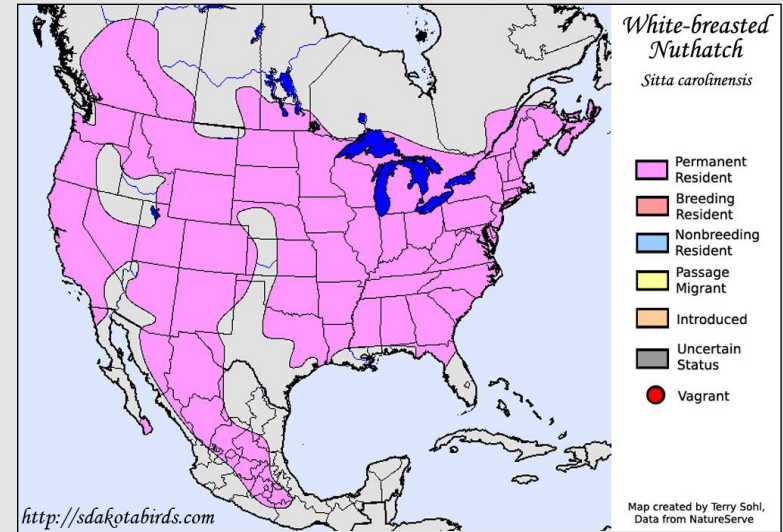 White-breasted
Nuthatch
Sitta carolinensis
Permanent
Resident
Breeding
Resident
Nonbreeding
Resident
Passage
Migrant
Introduced
Uncertain
Status
Vagrant
Map created by Terry Sohl,
Data from NatureServe
http://sdakotabirds.com